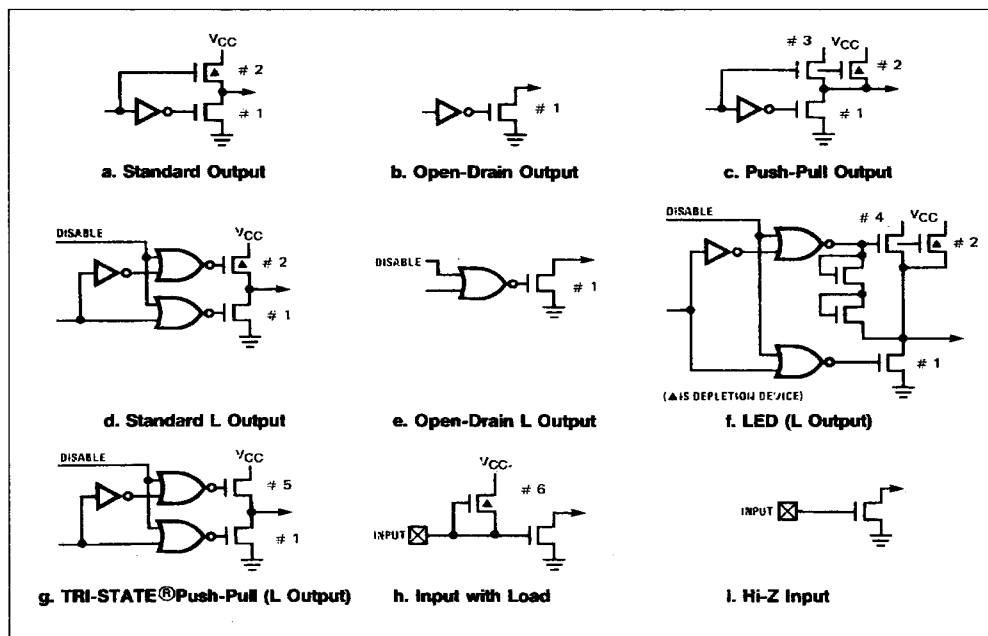 VCC
# 2
# 1
a. Standard Output
# 1
b. Open-Drain Output
# 3
VCC
# 2
# 1
c. Push-Pull Output
DISABLE
VCC
# 2
# 1
d. Standard L Output
DISABLE
# 1
e. Open-Drain L Output
DISABLE
# 4
VCC
# 2
# 1
(▲IS DEPLETION DEVICE)
f. LED (L Output)
DISABLE
VCC
# 5
# 1
g. TRI-STATE® Push-Pull (L Output)
VCC
# 6
INPUT
h. Input with Load
INPUT
i. Hi-Z Input